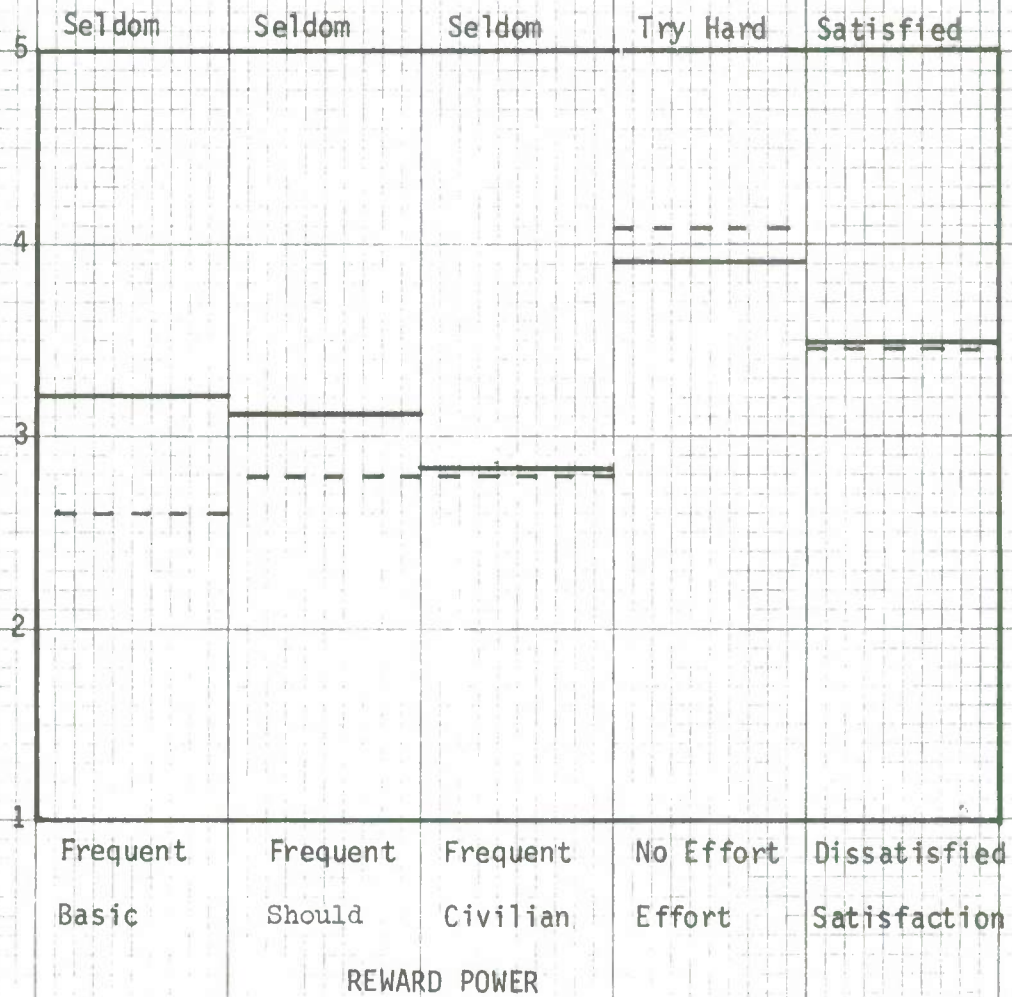 Seldom Seldom Seldom Try Hard Satisfied
5
4
3
2
1
Frequent Frequent Frequent No Effort Dissatisfied
Basic Should Civilian Effort Satisfaction
REWARD POWER